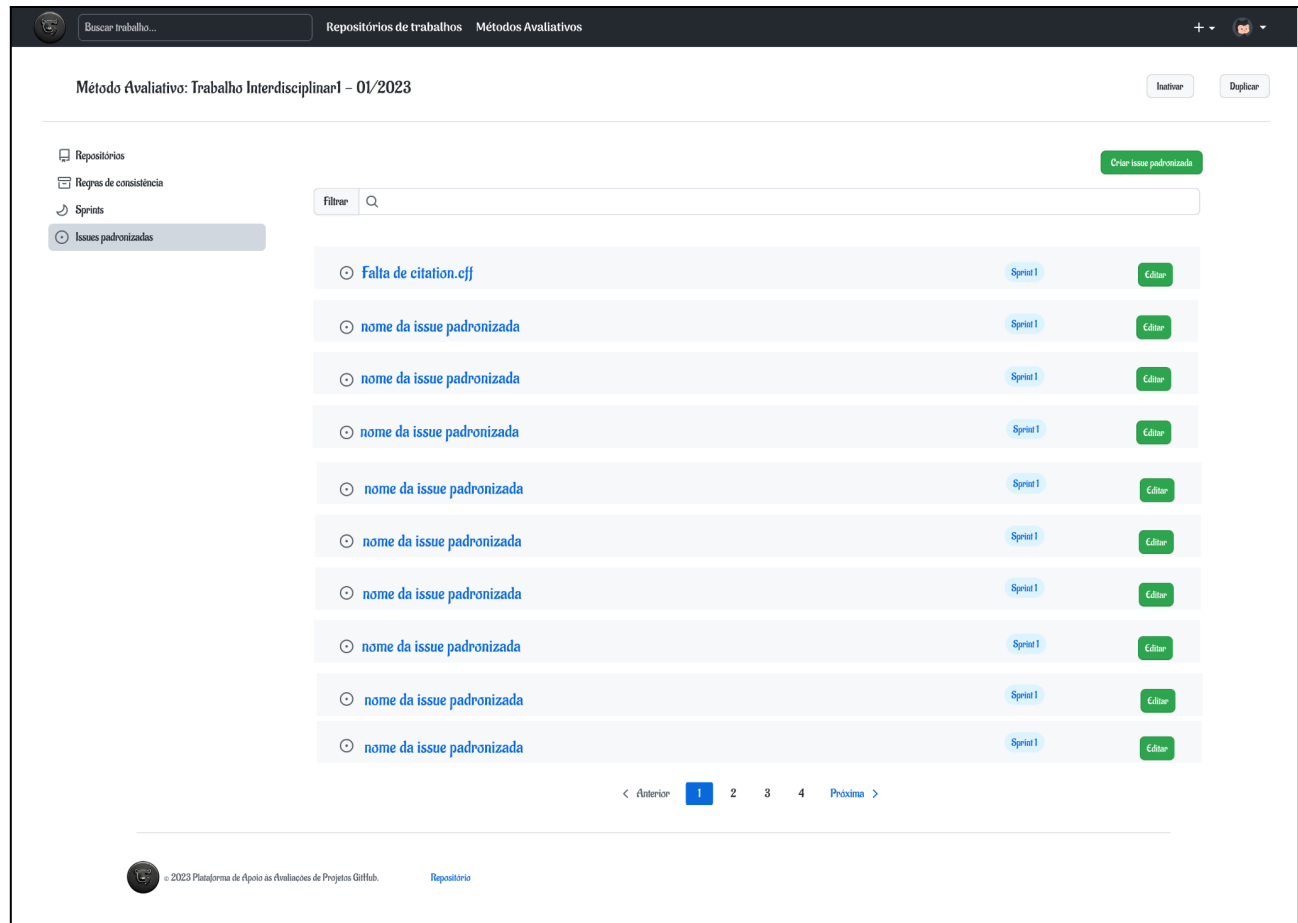 Buscar trabalho... Repositórios de trabalhos Métodos Avaliativos
Método Avaliativo: Trabalho Interdisciplinar1 – 01/2023 Inativar Duplicar
Repositórios
Regras de consistência
Sprints
Issues padronizadas
Criar issue padronizada
Filtrar
Falta de citation.cff Sprint 1 Editar
nome da issue padronizada Sprint 1 Editar
nome da issue padronizada Sprint 1 Editar
nome da issue padronizada Sprint 1 Editar
nome da issue padronizada Sprint 1 Editar
nome da issue padronizada Sprint 1 Editar
nome da issue padronizada Sprint 1 Editar
nome da issue padronizada Sprint 1 Editar
nome da issue padronizada Sprint 1 Editar
nome da issue padronizada Sprint 1 Editar
< Anterior 1 2 3 4 Próxima >
© 2023 Plataforma de Apoio às Avaliações de Projetos GitHub. Repositório